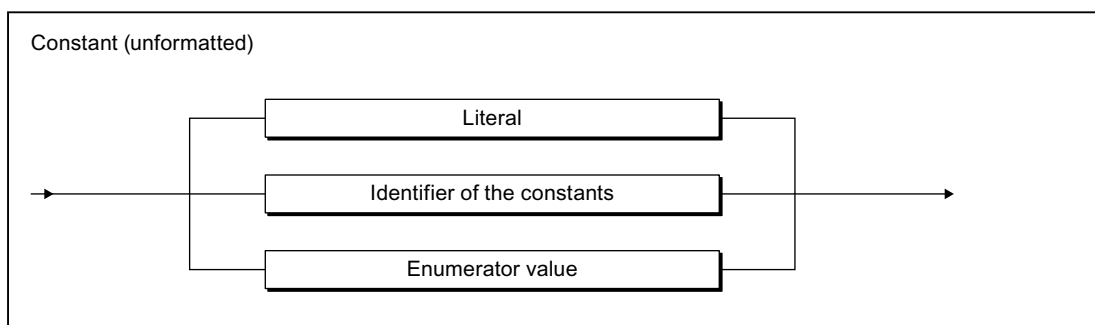 Constant (unformatted)
Literal
Identifier of the constants
Enumerator value